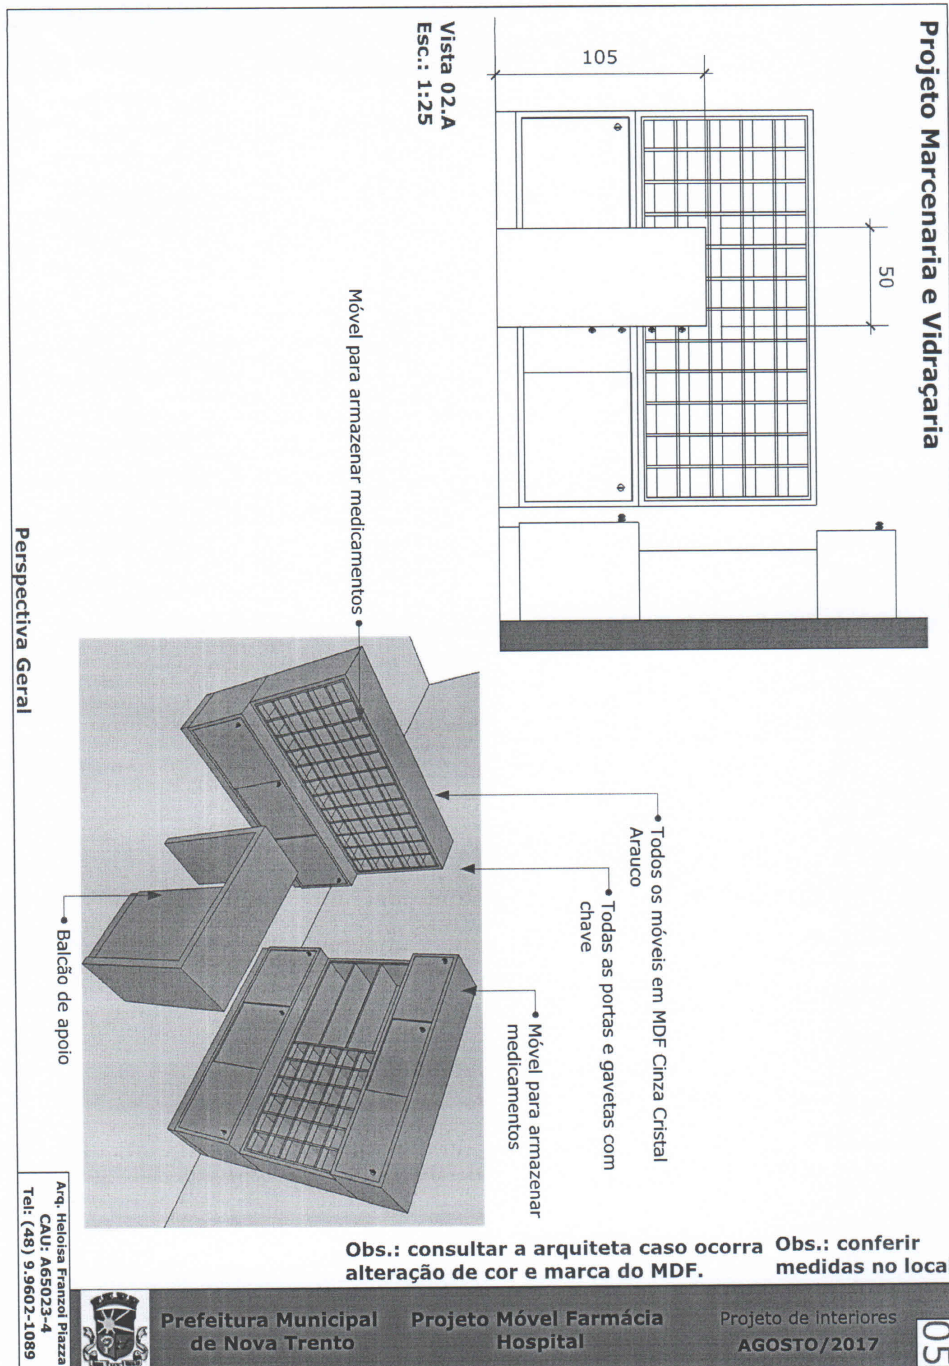 Projeto Marcenaria e Vidraçaria
50
105
Vista 02.A
Esc.: 1:25
Todos os móveis em MDF Cinza Cristal
Arauco
Todas as portas e gavetas com
chave
Móvel para armazenar
medicamentos
Móvel para armazenar medicamentos
Balcão de apoio
Perspectiva Geral
Obs.: consultar a arquiteta caso ocorra
alteração de cor e marca do MDF.
Obs.: conferir
medidas no loca
Arq. Heloisa Franzoi Piazza
CAU: A65023-4
Tel: (48) 9.9602-1089
Prefeitura Municipal
de Nova Trento
Projeto Móvel Farmácia
Hospital
Projeto de interiores
AGOSTO/2017
05